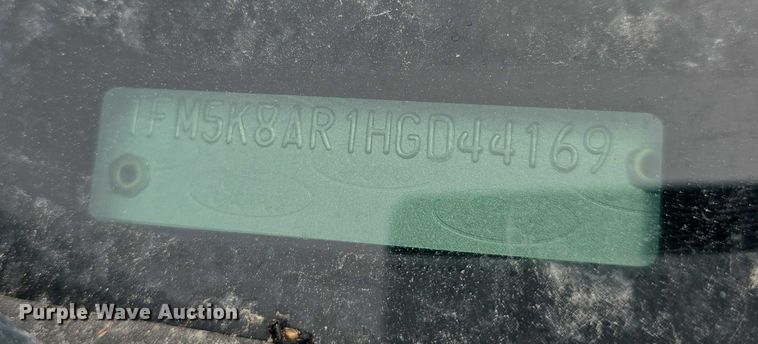 1FM5K8AR1HGD44169
Purple Wave Auction